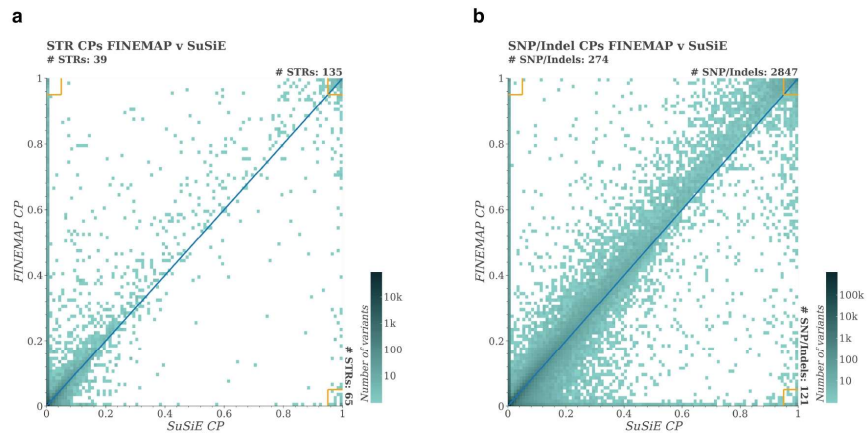 a
STR CPs FINEMAP v SuSiE
# STRs: 39
# STRs: 135
1
0.8
0.6
0.4
0.2
0
FINEMAP CP
0
0.2
0.4
0.6
0.8
1
SuSiE CP
# STRs: 65
Number of variants
10k
1k
100
10
b
SNP/Indel CPs FINEMAP v SuSiE
# SNP/Indels: 274
# SNP/Indels: 2847
1
0.8
0.6
0.4
0.2
0
FINEMAP CP
0
0.2
0.4
0.6
0.8
1
SuSiE CP
# SNP/Indels: 121
Number of variants
100k
10k
1k
100
10